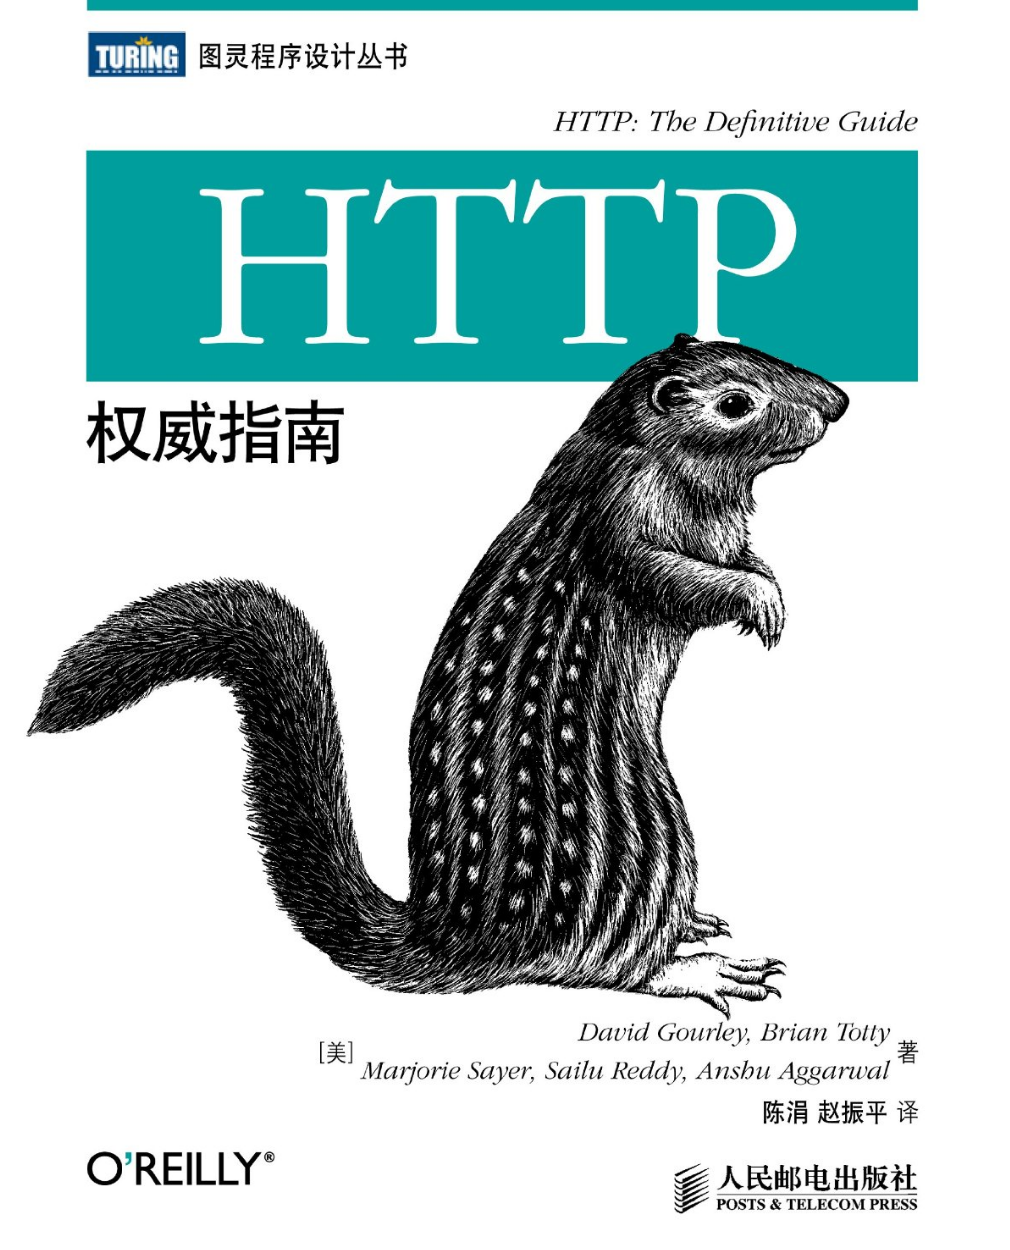 TURING 图灵程序设计丛书
HTTP: The Definitive Guide
HTTP
权威指南
David Gourley, Brian Totty
[美] 著
Marjorie Sayer, Sailu Reddy, Anshu Aggarwal
陈涓 赵振平 译
O'REILLY®
人民邮电出版社
POSTS & TELECOM PRESS